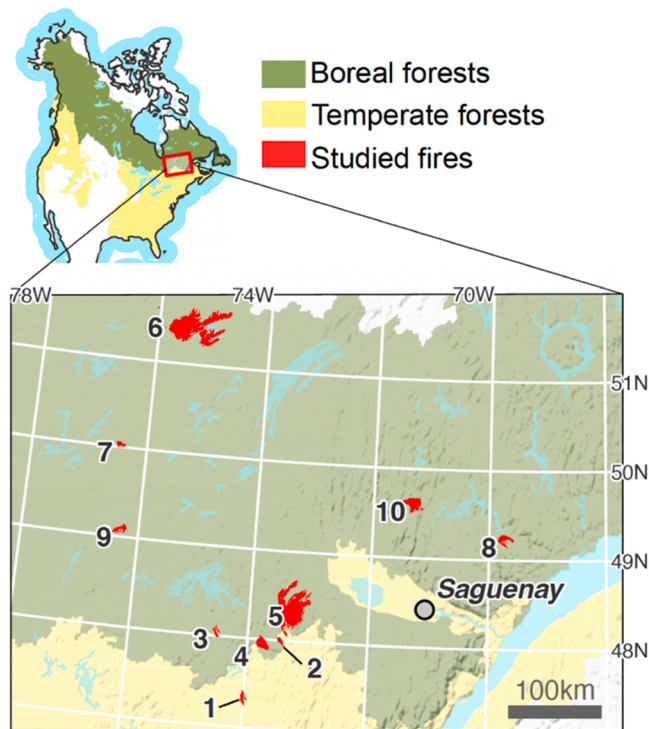 Boreal forests
Temperate forests
Studied fires
78W 74W 70W
6
51N
7
50N
10
9
8
49N
Saguenay
5
3
4
2
48N
1
100km